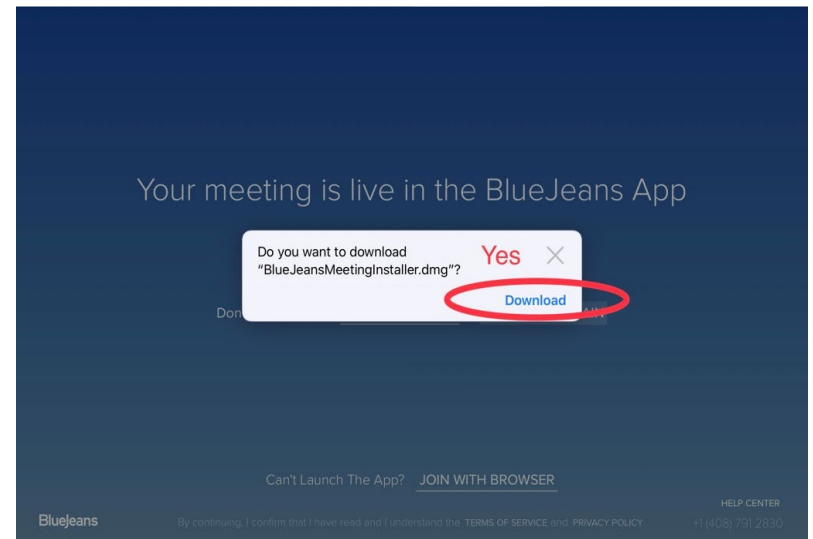 Your meeting is live in the BlueJeans App
Do you want to download
"BlueJeansMeetingInstaller.dmg"?
Yes
Download
Don
Can't Launch The App? JOIN WITH BROWSER
HELP CENTER
BlueJeans
By continuing, I confirm that I have read and I understand the TERMS OF SERVICE and PRIVACY POLICY
+1 (408) 791 2830